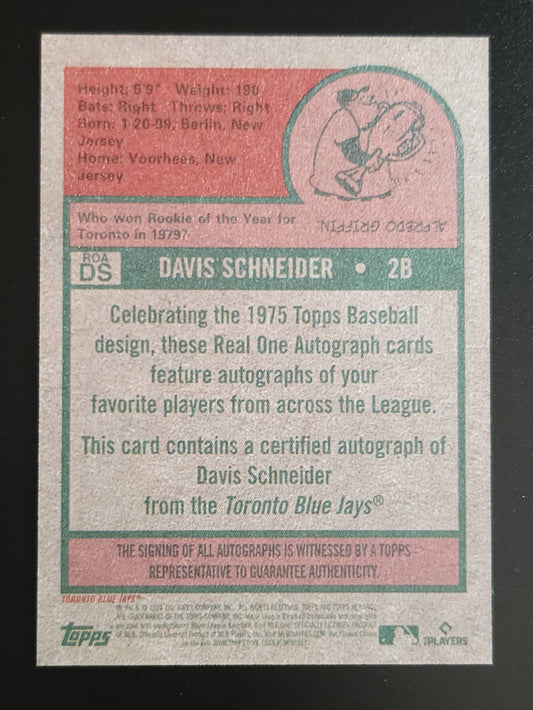 Height: 5'9" Weight: 190
Bats: Right Throws: Right
Born: 1-26-99, Berlin, New
Jersey
Home: Voorhees, New
Jersey
Who won Rookie of the Year for
Toronto in 1979?
ALFREDO GRIFFIN.
ROA
DS
DAVIS SCHNEIDER • 2B
Celebrating the 1975 Topps Baseball
design, these Real One Autograph cards
feature autographs of your
favorite players from across the League.
This card contains a certified autograph of
Davis Schneider
from the Toronto Blue Jays®
THE SIGNING OF ALL AUTOGRAPHS IS WITNESSED BY A TOPPS
REPRESENTATIVE TO GUARANTEE AUTHENTICITY.
TORONTO BLUE JAYS™
topps
PLAYERS